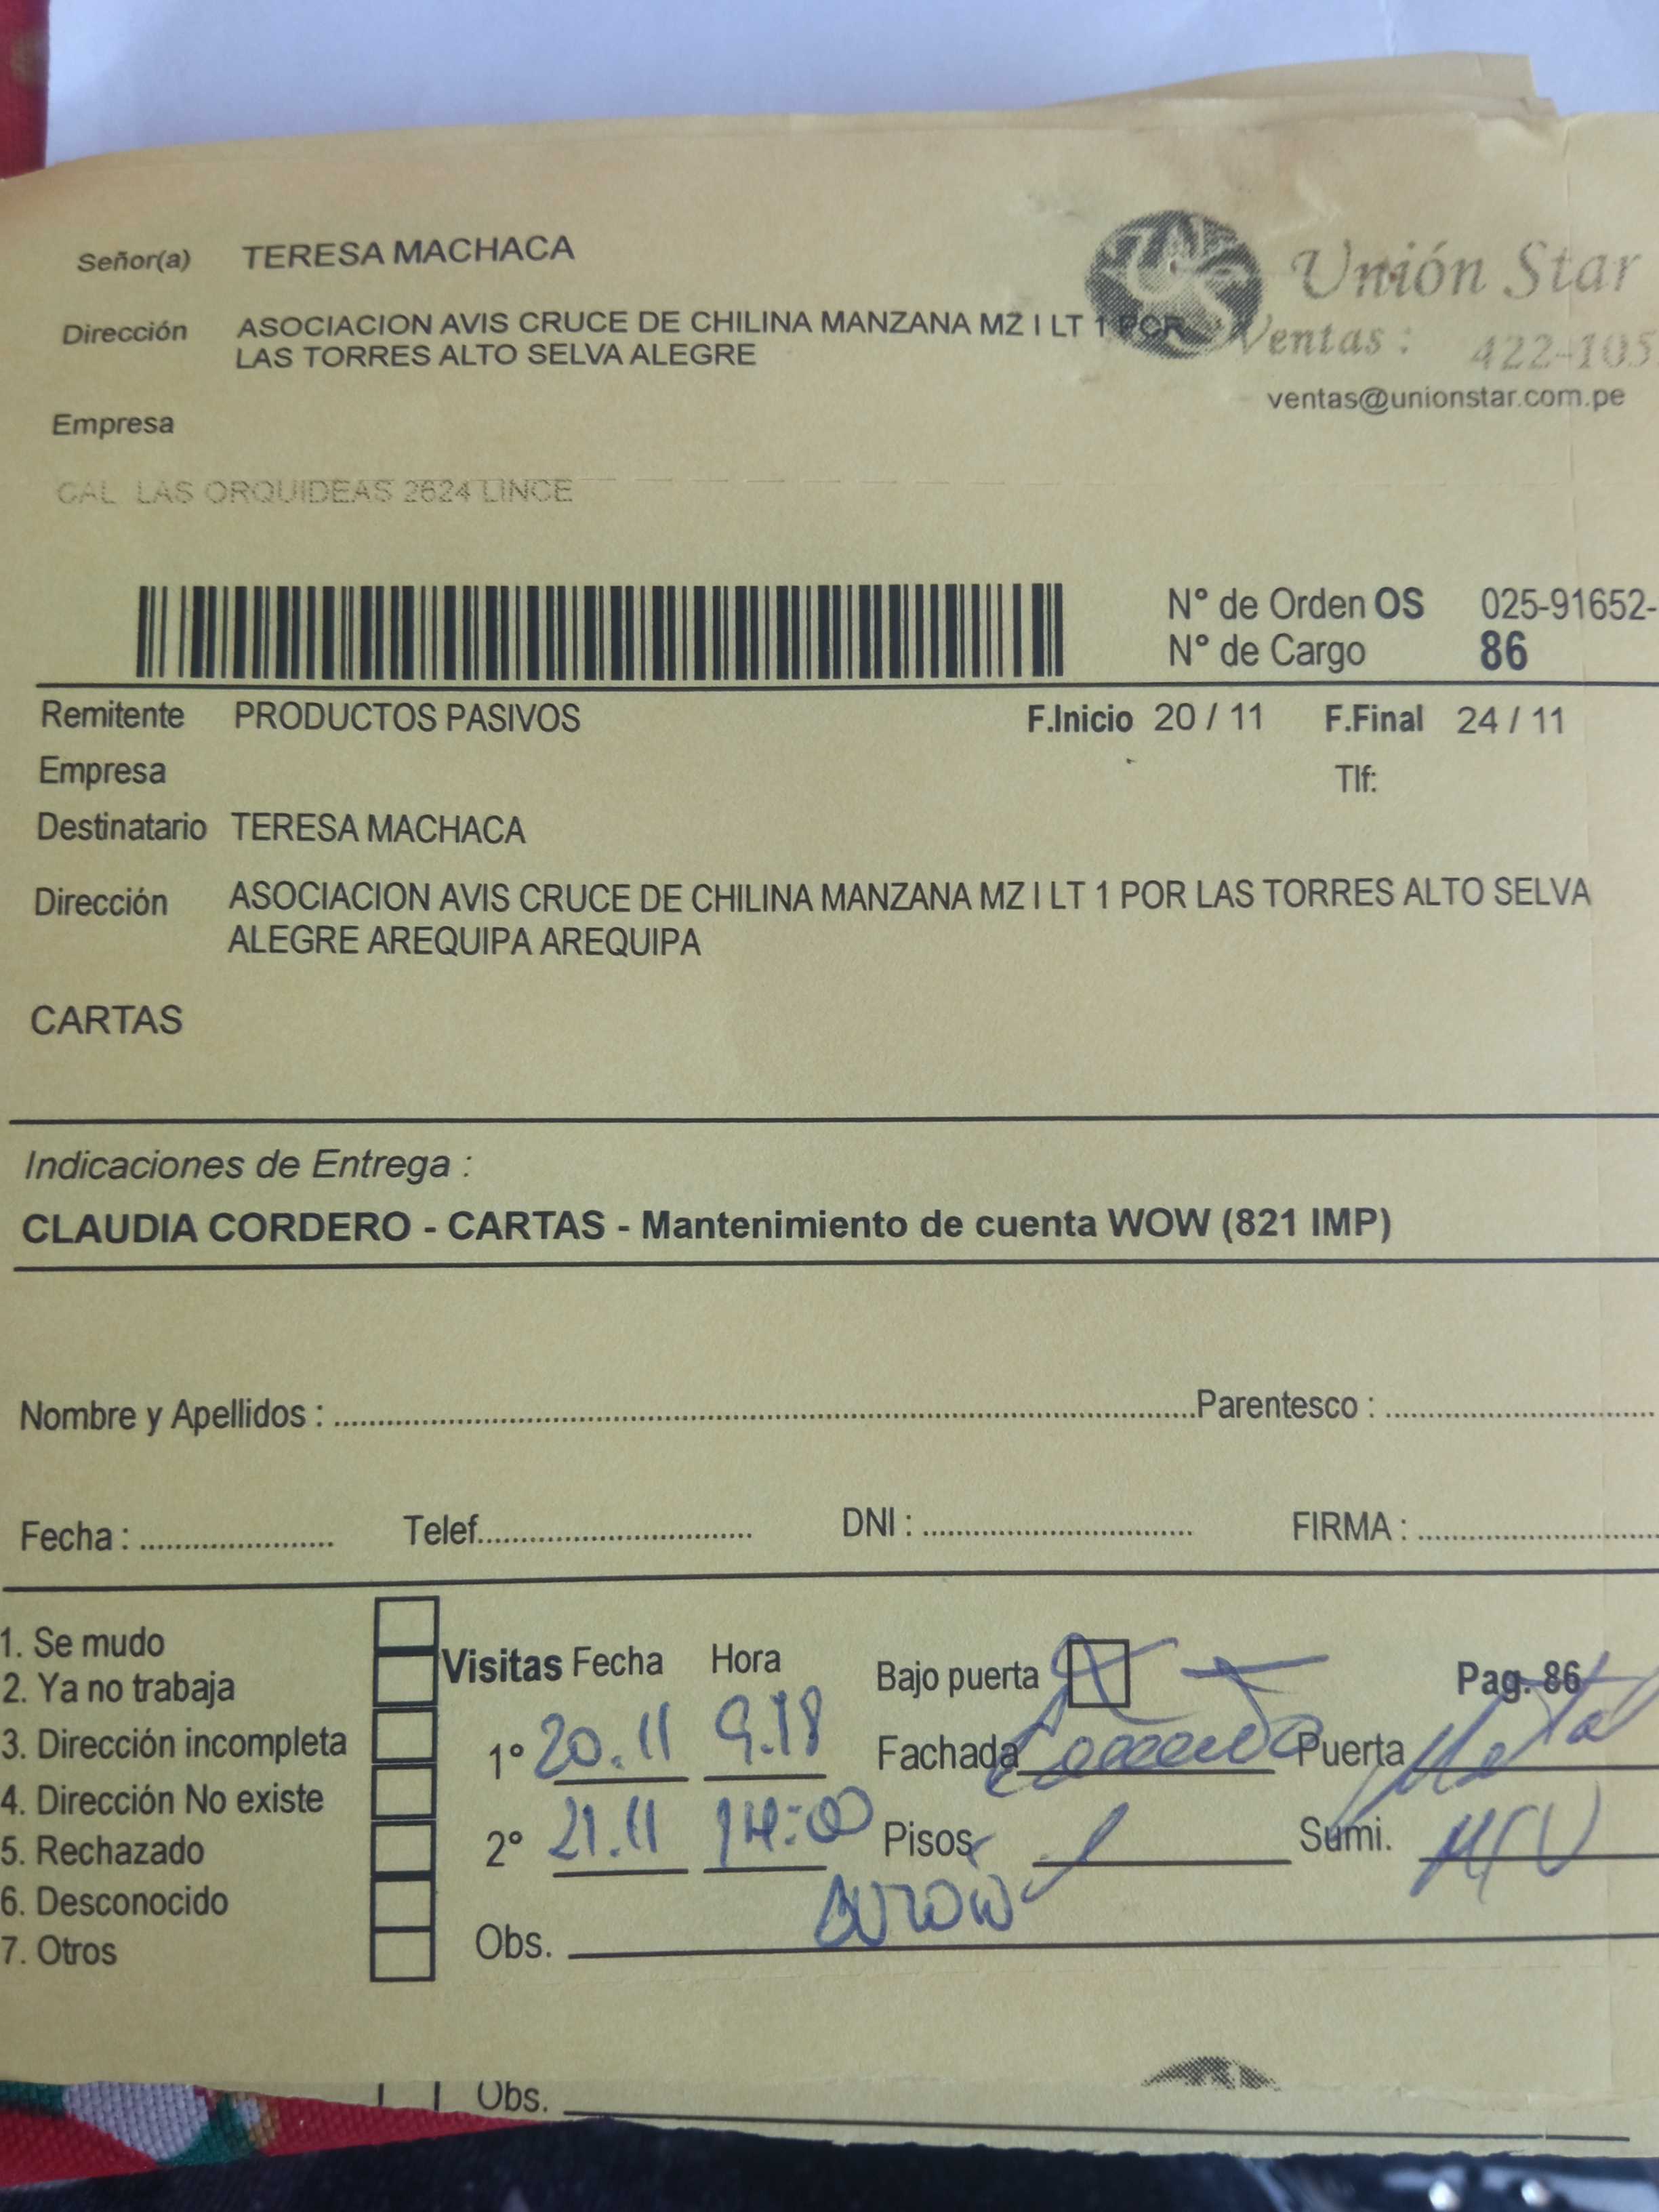 Señor(a) TERESA MACHACA
Unión Star
Dirección ASOCIACION AVIS CRUCE DE CHILINA MANZANA MZ I LT 1 POR
LAS TORRES ALTO SELVA ALEGRE
Ventas : 422-105
ventas@unionstar.com.pe
Empresa
CAL LAS ORQUIDEAS 2624 LINCE
N° de Orden OS 025-91652-
N° de Cargo 86
Remitente PRODUCTOS PASIVOS F.Inicio 20 / 11 F.Final 24 / 11
Empresa Tlf:
Destinatario TERESA MACHACA
Dirección ASOCIACION AVIS CRUCE DE CHILINA MANZANA MZ I LT 1 POR LAS TORRES ALTO SELVA
ALEGRE AREQUIPA AREQUIPA
CARTAS
Indicaciones de Entrega :
CLAUDIA CORDERO - CARTAS - Mantenimiento de cuenta WOW (821 IMP)
Nombre y Apellidos : Parentesco :
Fecha : Telef. DNI : FIRMA :
1. Se mudo
2. Ya no trabaja
3. Dirección incompleta
4. Dirección No existe
5. Rechazado
6. Desconocido
7. Otros
Visitas Fecha Hora Bajo puerta Pag. 86
1° 20.11 9.18 Fachada Puerta Metal
2° 21.11 14:00 Pisos 1 Sumi. M/V
Obs.
Obs.